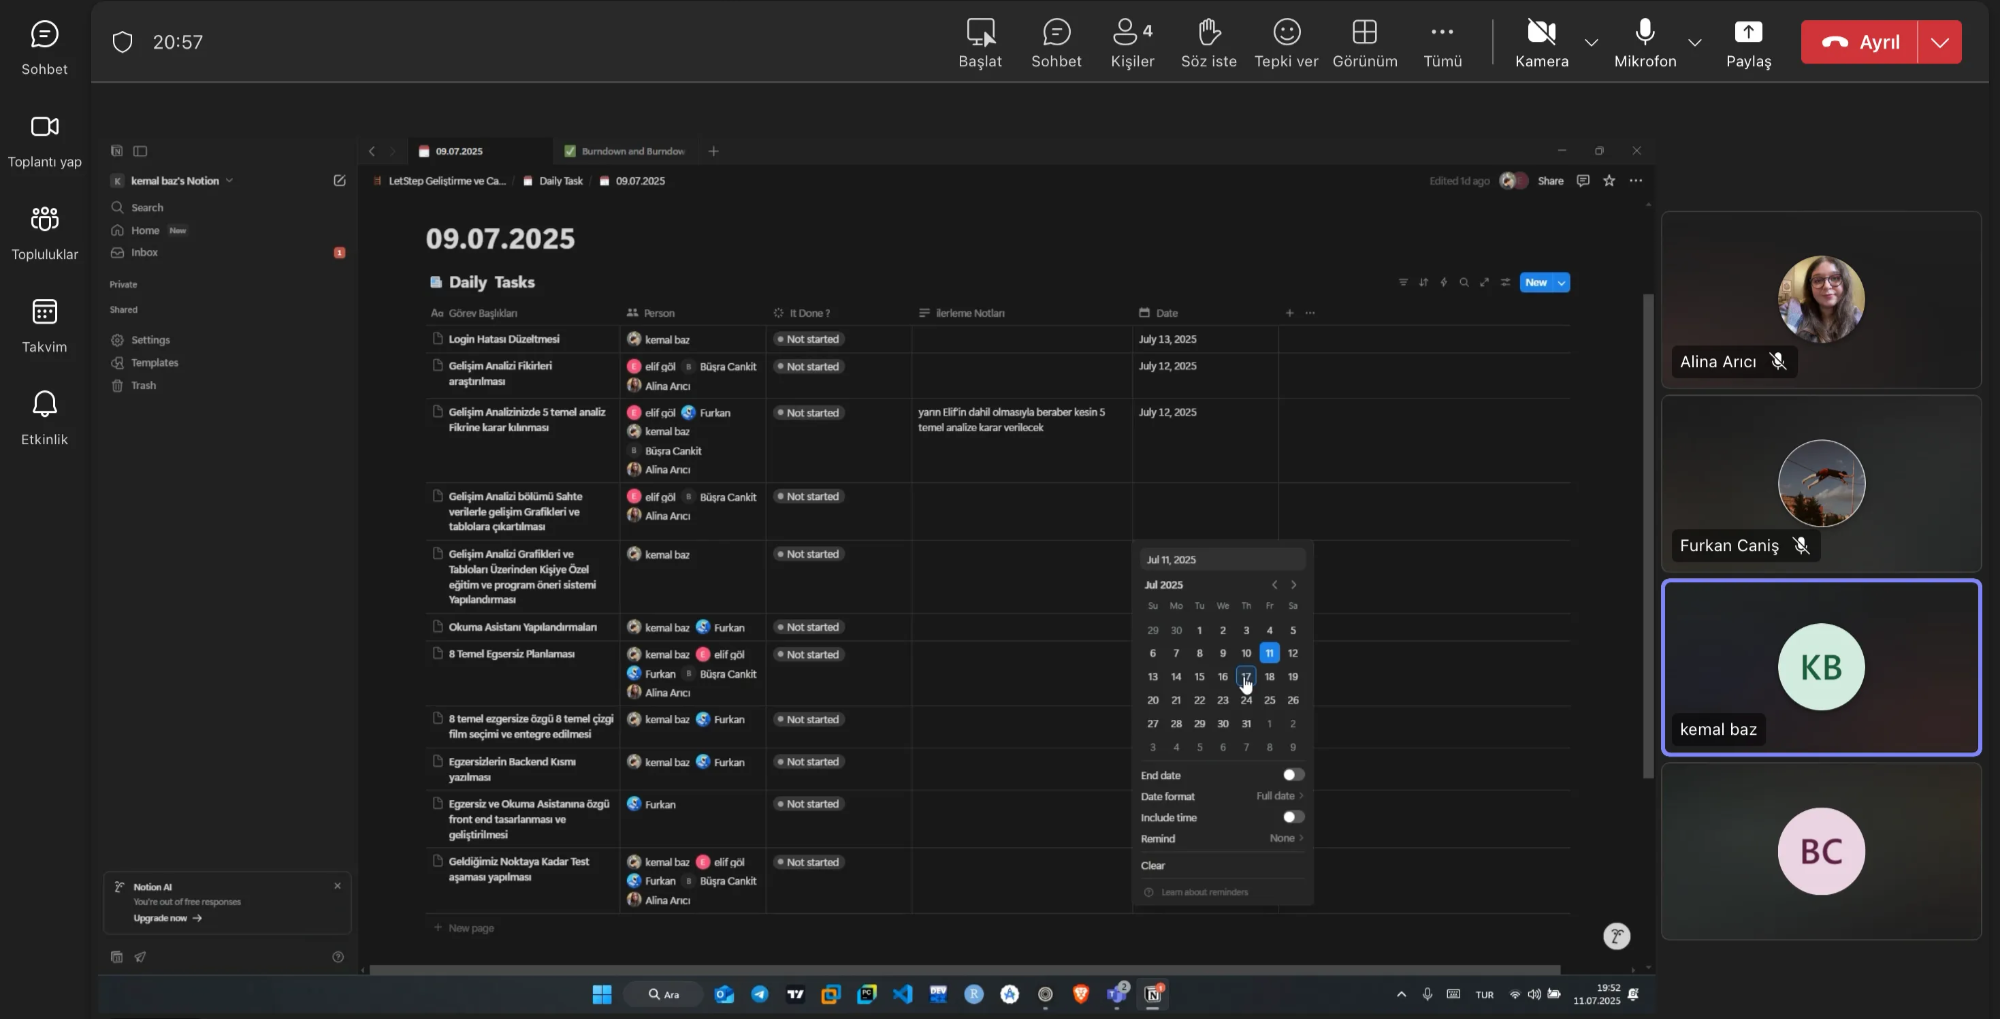 Sohbet
Toplantı yap
Topluluklar
Takvim
Etkinlik
20:57
Başlat
Sohbet
4
Kişiler
Söz iste
Tepki ver
Görünüm
Tümü
Kamera
Mikrofon
Paylaş
Ayrıl
K kemal baz's Notion
Search
Home New
Inbox 1
Private
Shared
Settings
Templates
Trash
Notion AI
You're out of free responses
Upgrade now →
09.07.2025
Burndown and Burndow
LetStep Geliştirme ve Ca... / Daily Task / 09.07.2025
Edited 1d ago
Share
09.07.2025
Daily Tasks
New
Aa Görev Başlıkları Person It Done ? ilerleme Notları Date
Login Hatası Düzeltmesi
kemal baz
Not started
July 13, 2025
Gelişim Analizi Fikirleri
araştırılması
E elif göl B Büşra Cankit
Alina Arıcı
Not started
July 12, 2025
Gelişim Analizinizde 5 temel analiz
Fikrine karar kılınması
E elif göl Furkan
kemal baz
B Büşra Cankit
Alina Arıcı
Not started
yarın Elif'in dahil olmasıyla beraber kesin 5
temel analize karar verilecek
July 12, 2025
Gelişim Analizi bölümü Sahte
verilerle gelişim Grafikleri ve
tablolara çıkartılması
E elif göl B Büşra Cankit
Alina Arıcı
Not started
Gelişim Analizi Grafikleri ve
Tabloları Üzerinden Kişiye Özel
eğitim ve program öneri sistemi
Yapılandırması
kemal baz
Not started
Okuma Asistanı Yapılandırmaları
kemal baz Furkan
Not started
8 Temel Egsersiz Planlaması
kemal baz E elif göl
Furkan B Büşra Cankit
Alina Arıcı
Not started
8 temel ezgersize özgü 8 temel çizgi
film seçimi ve entegre edilmesi
kemal baz Furkan
Not started
Egzersizlerin Backend Kısmı
yazılması
kemal baz Furkan
Not started
Egzersiz ve Okuma Asistanına özgü
front end tasarlanması ve
geliştirilmesi
Furkan
Not started
Geldiğimiz Noktaya Kadar Test
aşaması yapılması
kemal baz E elif göl
Furkan B Büşra Cankit
Alina Arıcı
Not started
+ New page
Jul 11, 2025
Jul 2025
Su Mo Tu We Th Fr Sa
29 30 1 2 3 4 5
6 7 8 9 10 11 12
13 14 15 16 17 18 19
20 21 22 23 24 25 26
27 28 29 30 31 1 2
3 4 5 6 7 8 9
End date
Date format Full date
Include time
Remind None
Clear
Learn about reminders
Alina Arıcı
Furkan Caniş
KB
kemal baz
BC
Ara
PC
DEV
R
2
1
TUR
19:52
11.07.2025